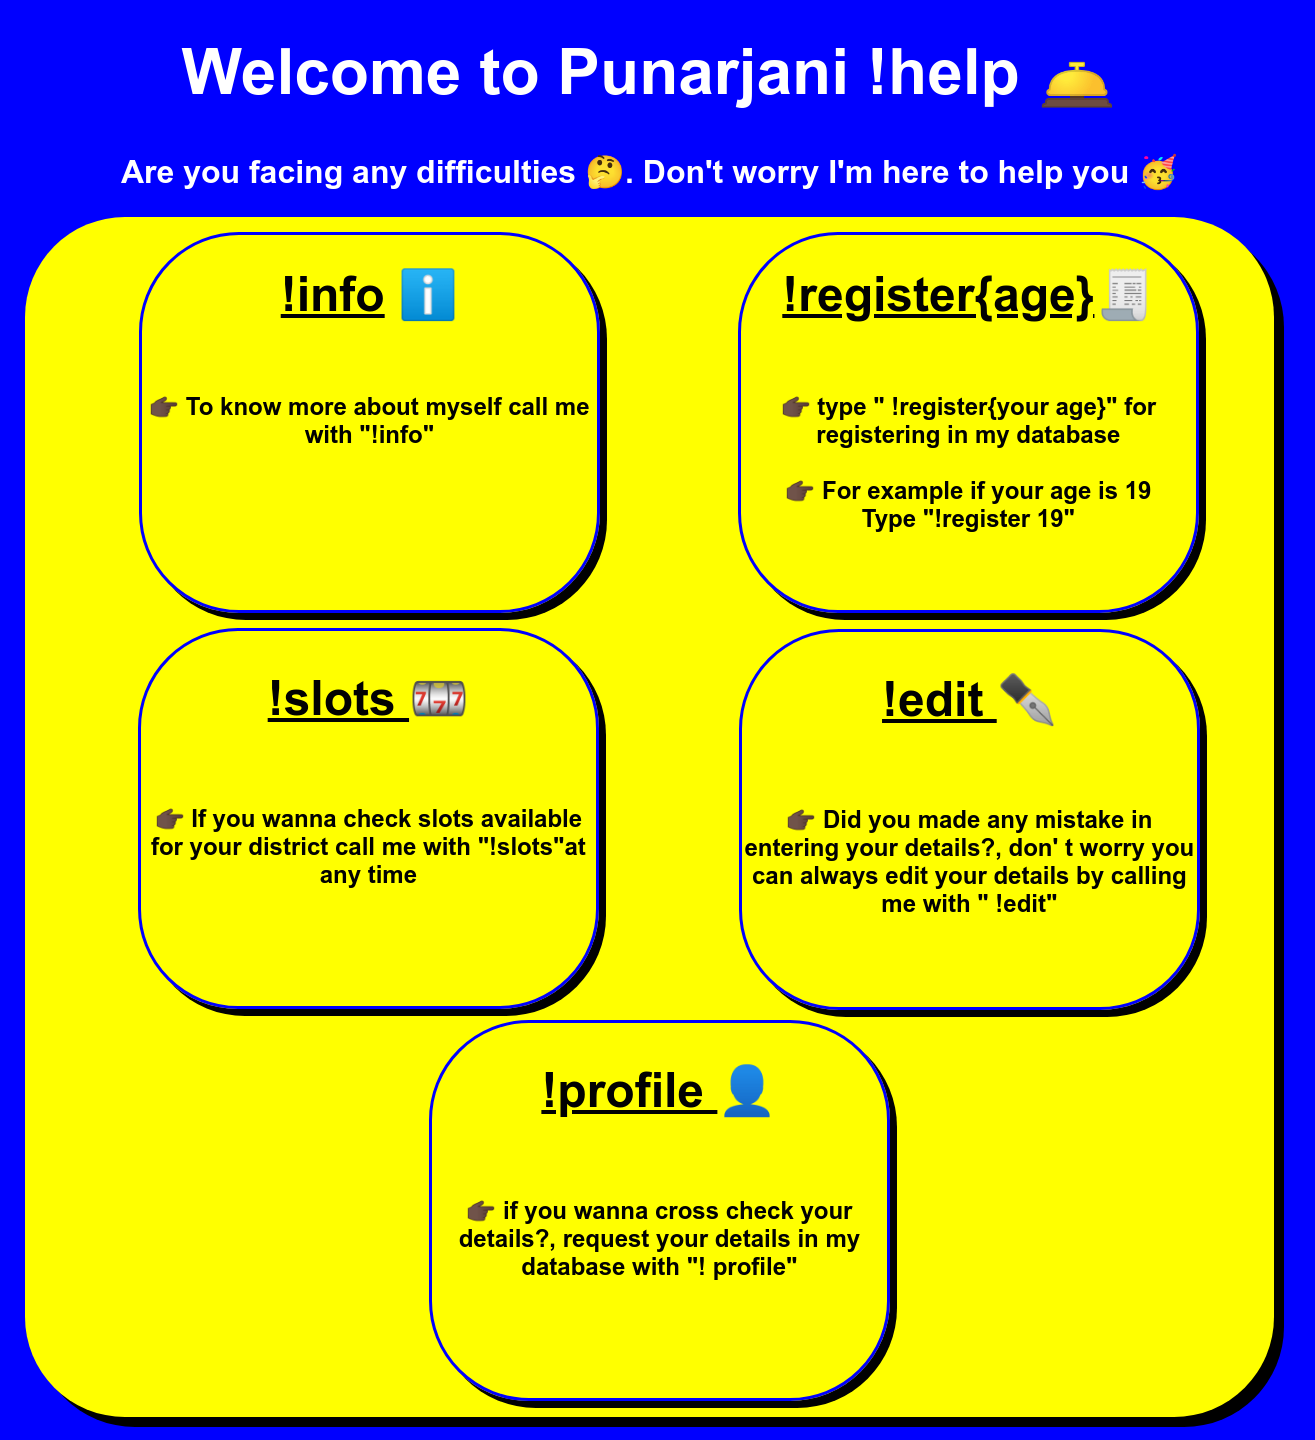 Welcome to Punarjani !help 🛎️
Are you facing any difficulties 🤔. Don't worry I'm here to help you 🥳
!info ℹ️
👉🏿 To know more about myself call me
with "!info"
!register{age}📜
👉🏿 type " !register{your age}" for
registering in my database
👉🏿 For example if your age is 19
Type "!register 19"
!slots 🎰
👉🏿 If you wanna check slots available
for your district call me with "!slots"at
any time
!edit ✒️
👉🏿 Did you made any mistake in
entering your details?, don' t worry you
can always edit your details by calling
me with " !edit"
!profile 👤
👉🏿 if you wanna cross check your
details?, request your details in my
database with "! profile"